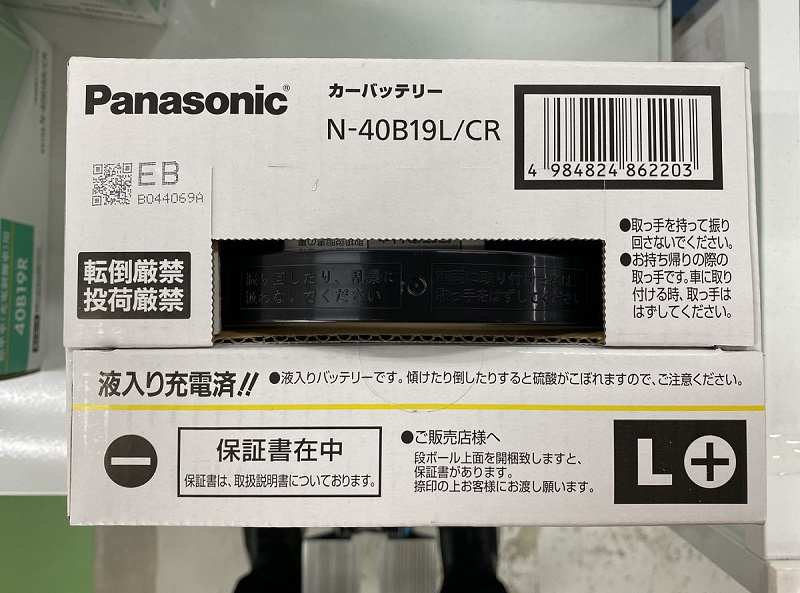 Panasonic®
カーバッテリー
N-40B19L/CR
4 984824 862203
EB
B044069A
転倒厳禁
投荷厳禁
●取っ手を持って振り
回さないでください。
●お持ち帰りの際の
取っ手です。車に取り
付ける時、取っ手は
はずしてください。
液入り充電済!!
●液入りバッテリーです。傾けたり倒したりすると硫酸がこぼれますので、ご注意ください。
保証書在中
保証書は、取扱説明書についております。
●ご販売店様へ
段ボール上面を開梱致しますと、
保証書があります。
捺印の上お客様にお渡し願います。
L
40B19R